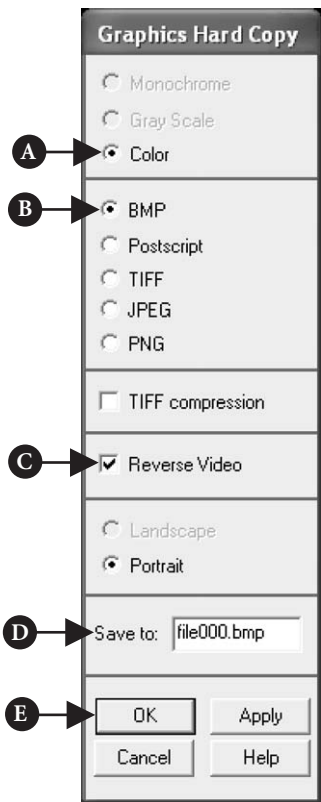 Graphics Hard Copy
Monochrome
Gray Scale
A Color
B BMP
Postscript
TIFF
JPEG
PNG
TIFF compression
C Reverse Video
Landscape
Portrait
D Save to: file000.bmp
E OK Apply
Cancel Help